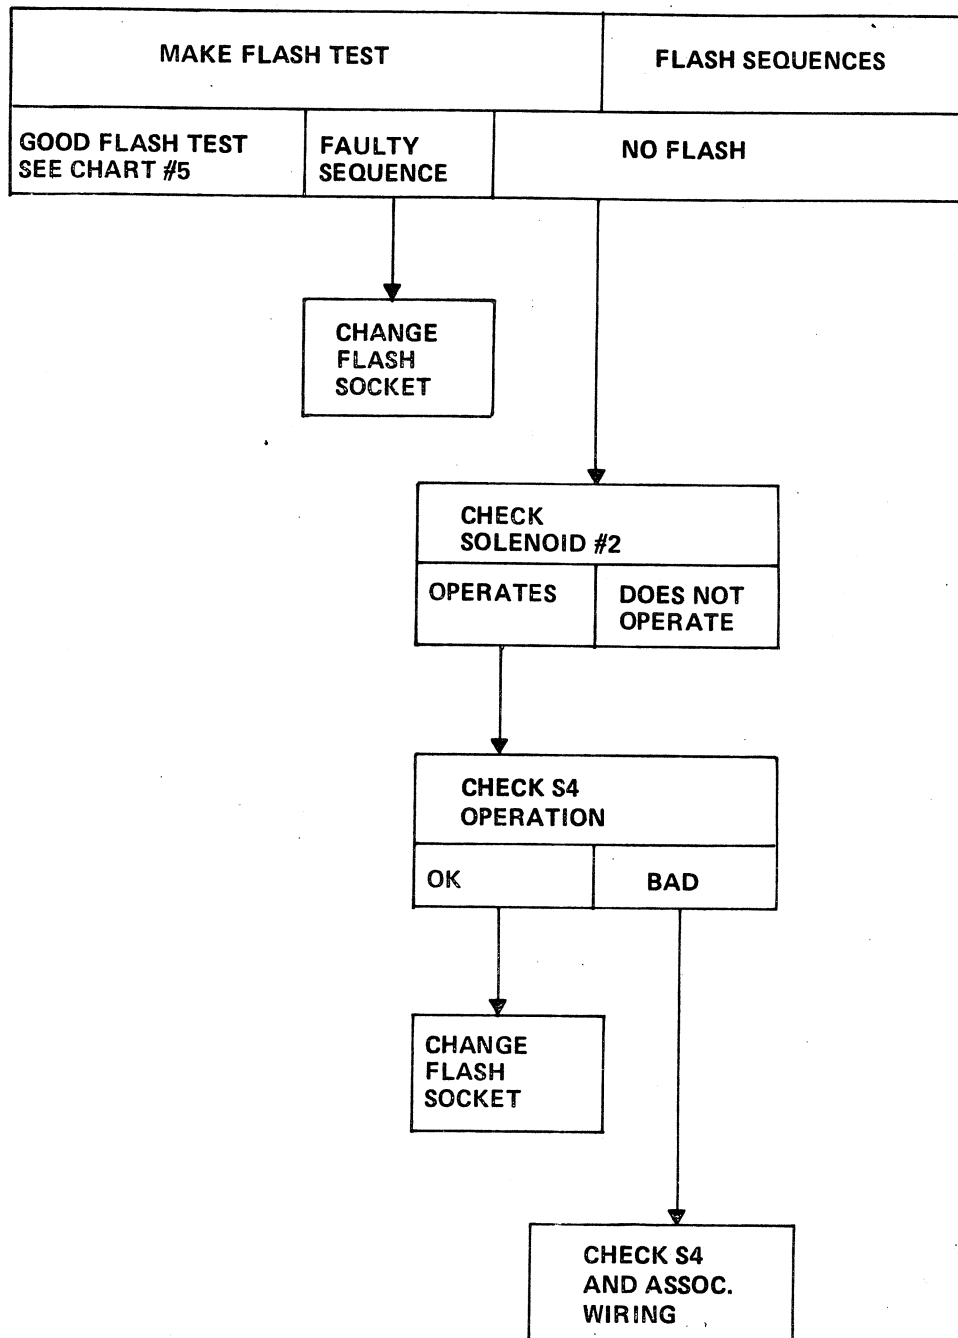 MAKE FLASH TEST
FLASH SEQUENCES
GOOD FLASH TEST
SEE CHART #5
FAULTY
SEQUENCE
NO FLASH
CHANGE
FLASH
SOCKET
CHECK
SOLENOID #2
OPERATES
DOES NOT
OPERATE
CHECK S4
OPERATION
OK
BAD
CHANGE
FLASH
SOCKET
CHECK S4
AND ASSOC.
WIRING